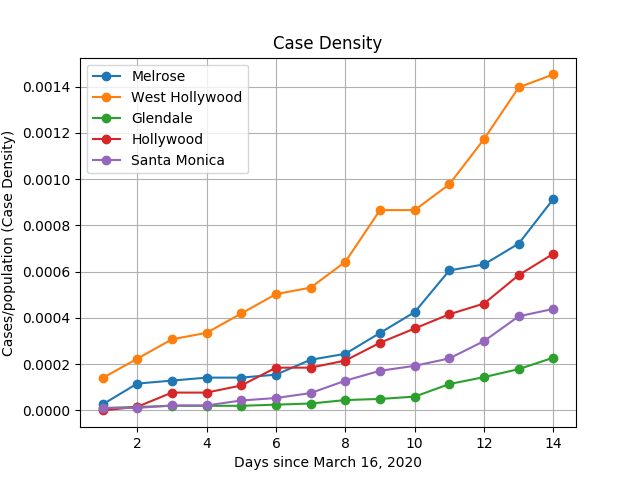 Case Density
Cases/population (Case Density)
0.0014
0.0012
0.0010
0.0008
0.0006
0.0004
0.0002
0.0000
Melrose
West Hollywood
Glendale
Hollywood
Santa Monica
2 4 6 8 10 12 14
Days since March 16, 2020